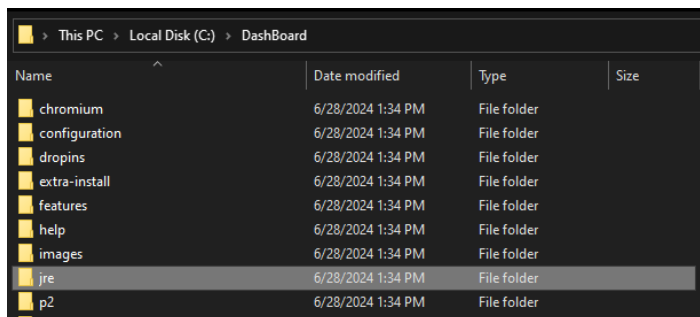 This PC > Local Disk (C:) > DashBoard
Name Date modified Type Size
chromium 6/28/2024 1:34 PM File folder
configuration 6/28/2024 1:34 PM File folder
dropins 6/28/2024 1:34 PM File folder
extra-install 6/28/2024 1:34 PM File folder
features 6/28/2024 1:34 PM File folder
help 6/28/2024 1:34 PM File folder
images 6/28/2024 1:34 PM File folder
jre 6/28/2024 1:34 PM File folder
p2 6/28/2024 1:34 PM File folder